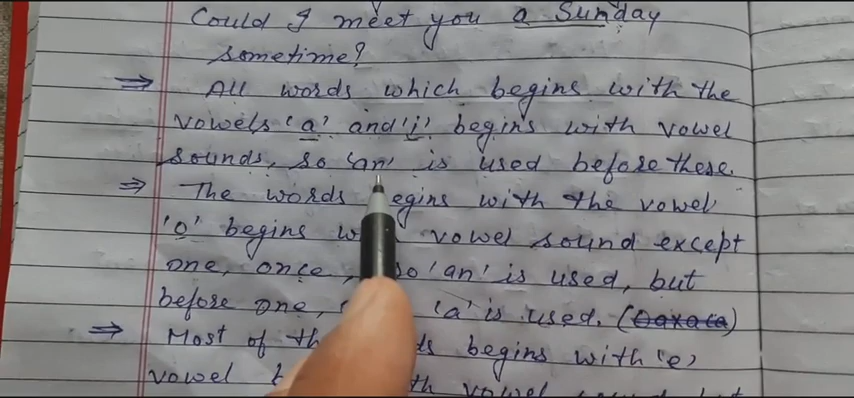 Could I meet you a Sunday
sometime?
⇒ All words which begins with the
vowels 'a' and 'i' begins with vowel
sounds, so 'an' is used before these.
⇒ The words egins with the vowel
'o' begins vowel sound except
one, once, so 'an' is used, but
before one, 'a' is used. (Oaxaca)
⇒ Most of begins with 'e'
vowel